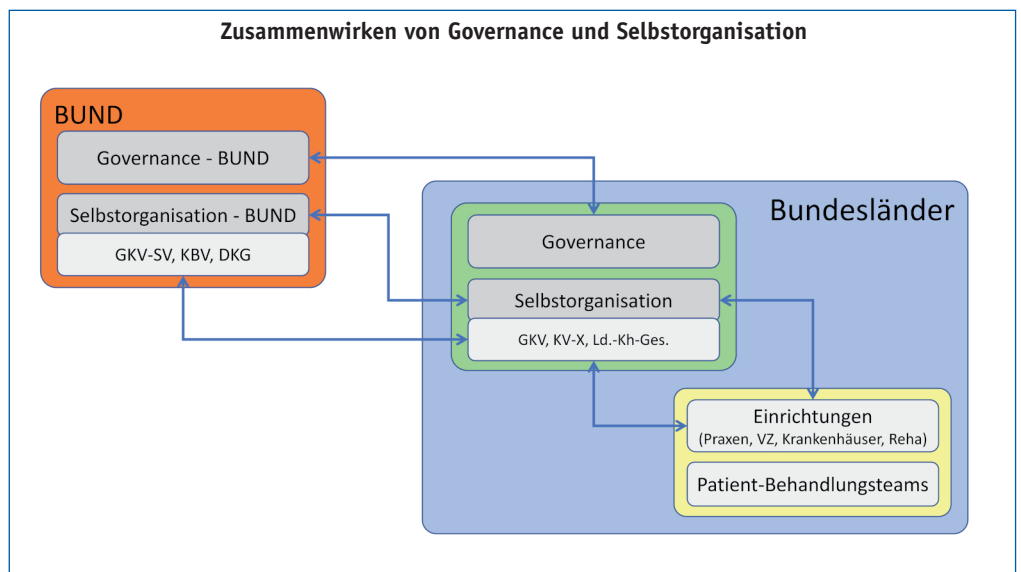 Zusammenwirken von Governance und Selbstorganisation
BUND
Governance - BUND
Selbstorganisation - BUND
GKV-SV, KBV, DKG
Bundesländer
Governance
Selbstorganisation
GKV, KV-X, Ld.-Kh-Ges.
Einrichtungen
(Praxen, VZ, Krankenhäuser, Reha)
Patient-Behandlungsteams